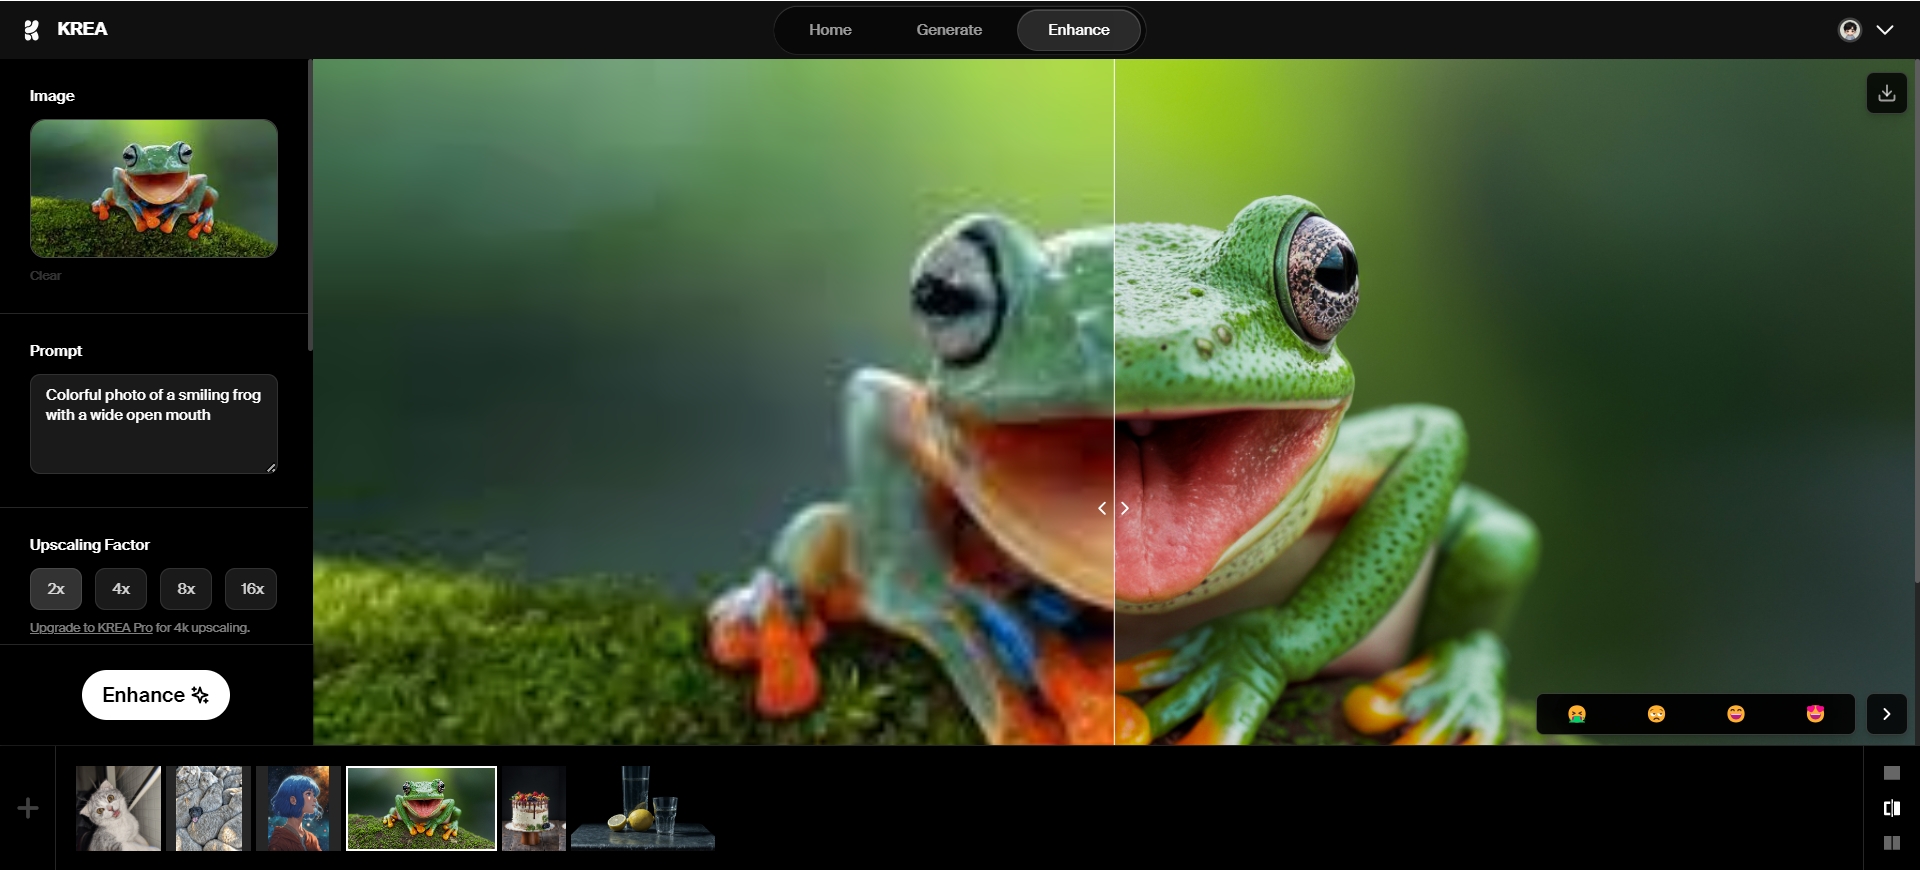 KREA
Home
Generate
Enhance
Image
Clear
Prompt
Colorful photo of a smiling frog
with a wide open mouth
Upscaling Factor
2x
4x
8x
16x
Upgrade to KREA Pro for 4k upscaling.
Enhance